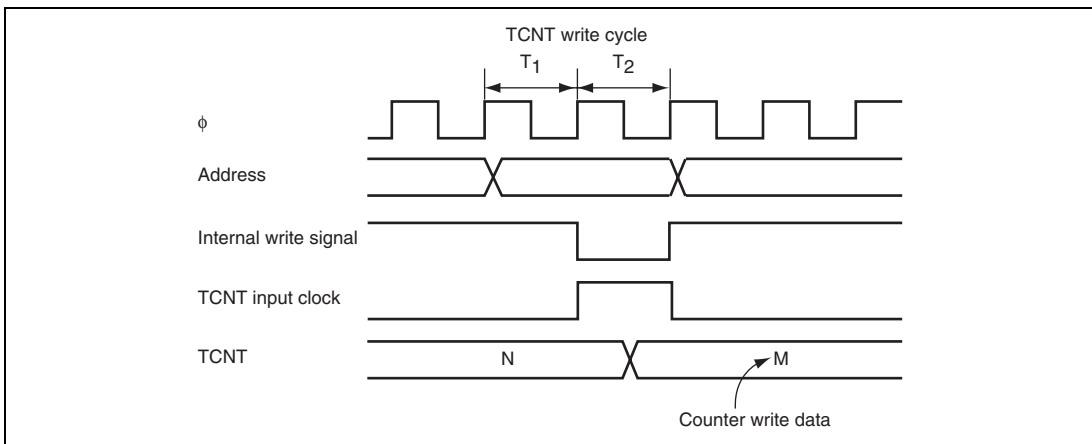 TCNT write cycle
T1 T2
ϕ
Address
Internal write signal
TCNT input clock
TCNT N M
Counter write data